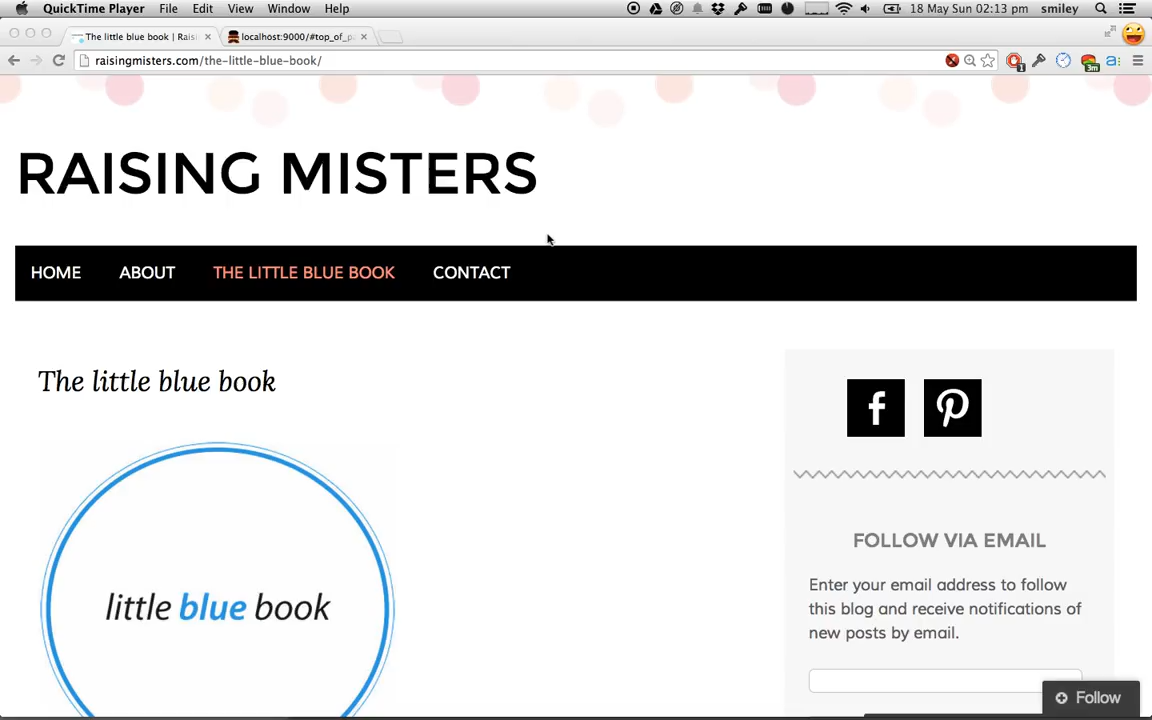 QuickTime Player File Edit View Window Help 18 May Sun 02:13 pm smiley
The little blue book | Rais localhost:9000/#top_of_p
raisingmisters.com/the-little-blue-book/
1 3m a
RAISING MISTERS
HOME ABOUT THE LITTLE BLUE BOOK CONTACT
The little blue book
little blue book
FOLLOW VIA EMAIL
Enter your email address to follow
this blog and receive notifications of
new posts by email.
Follow